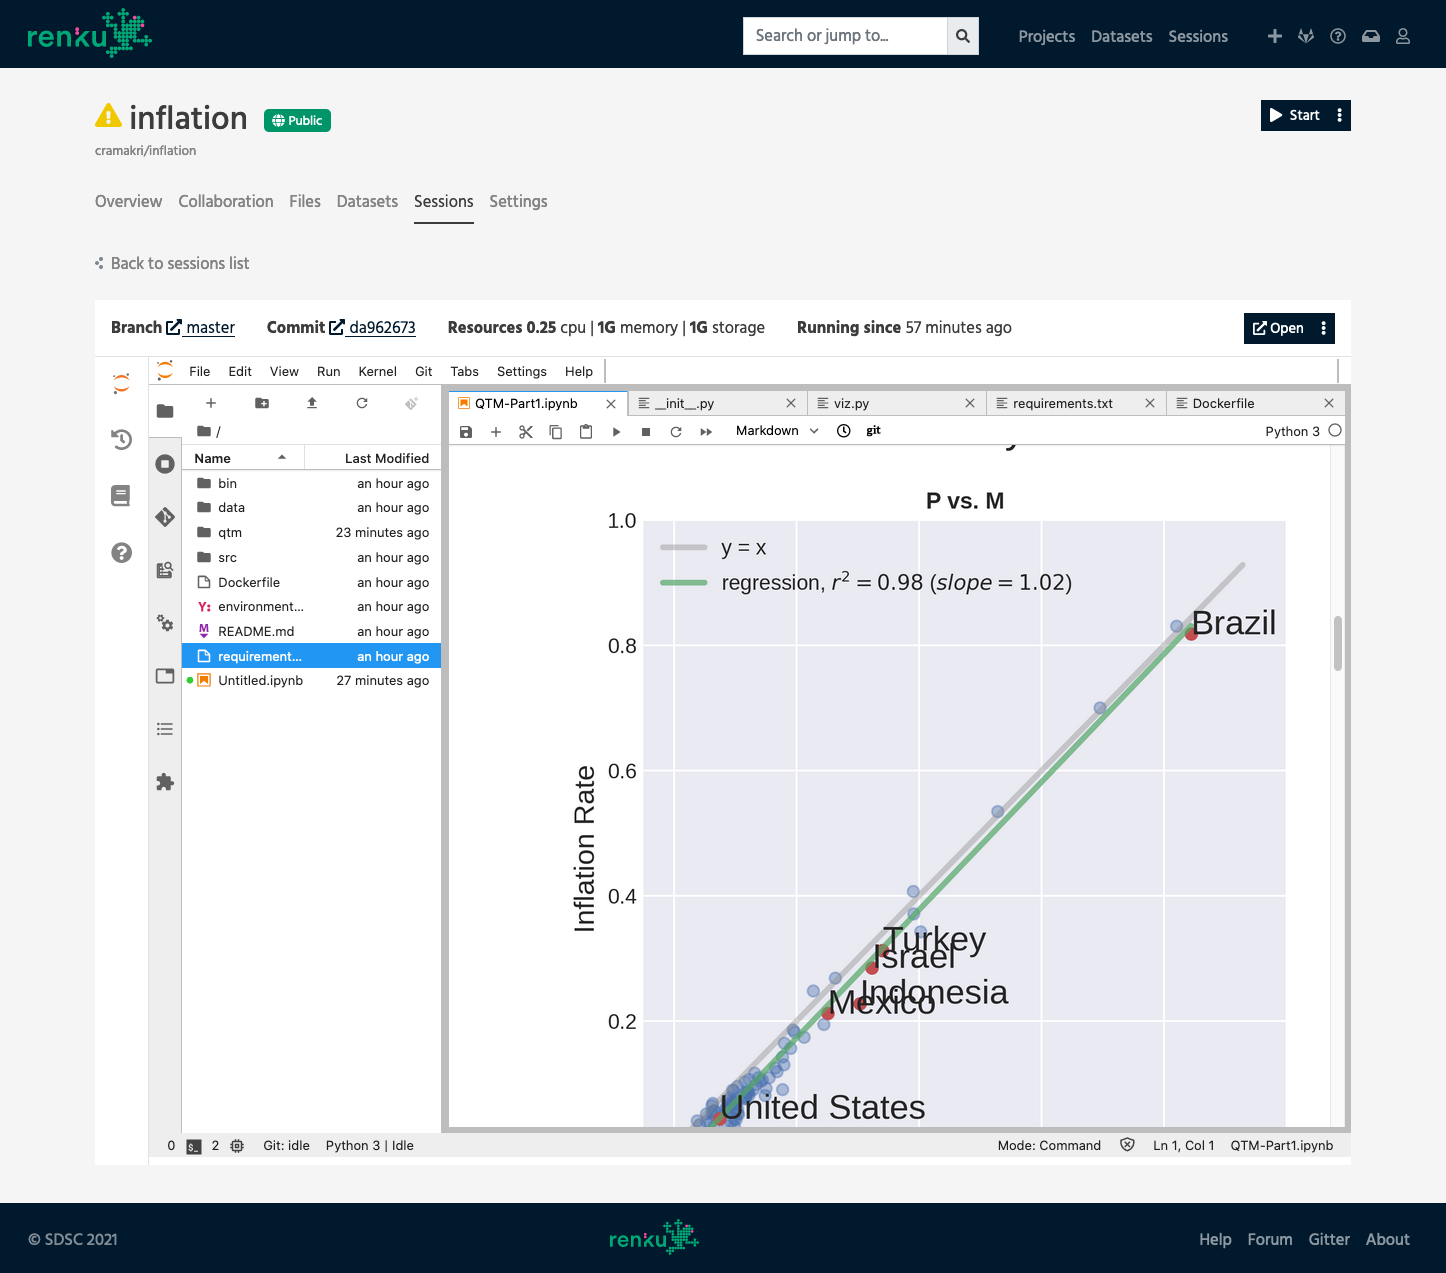 renku
Search or jump to...
Projects Datasets Sessions
inflation
Public
Start
cramakri/inflation
Overview Collaboration Files Datasets Sessions Settings
Back to sessions list
Branch master Commit da962673 Resources 0.25 cpu | 1G memory | 1G storage Running since 57 minutes ago
Open
File Edit View Run Kernel Git Tabs Settings Help
QTM-Part1.ipynb __init__.py viz.py requirements.txt Dockerfile
/
Markdown git Python 3
Name Last Modified
bin an hour ago
data an hour ago
qtm 23 minutes ago
src an hour ago
Dockerfile an hour ago
Y: environment... an hour ago
M README.md an hour ago
requirement... an hour ago
Untitled.ipynb 27 minutes ago
P vs. M
1.0
y = x
regression, r² = 0.98 (slope = 1.02)
Brazil
0.8
0.6
Inflation Rate
0.4
Turkey
Israel
Indonesia
Mexico
0.2
United States
0 $_ 2 Git: idle Python 3 | Idle Mode: Command Ln 1, Col 1 QTM-Part1.ipynb
© SDSC 2021
renku
Help Forum Gitter About